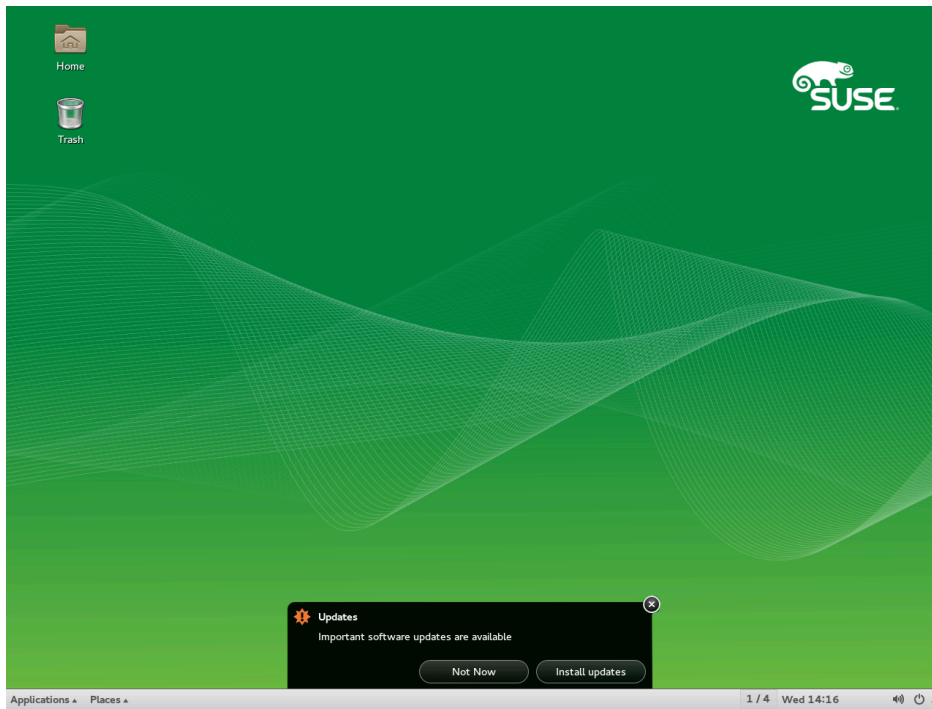 Home
SUSE.
Trash
Updates
Important software updates are available
Not Now Install updates
Applications Places 1 / 4 Wed 14:16